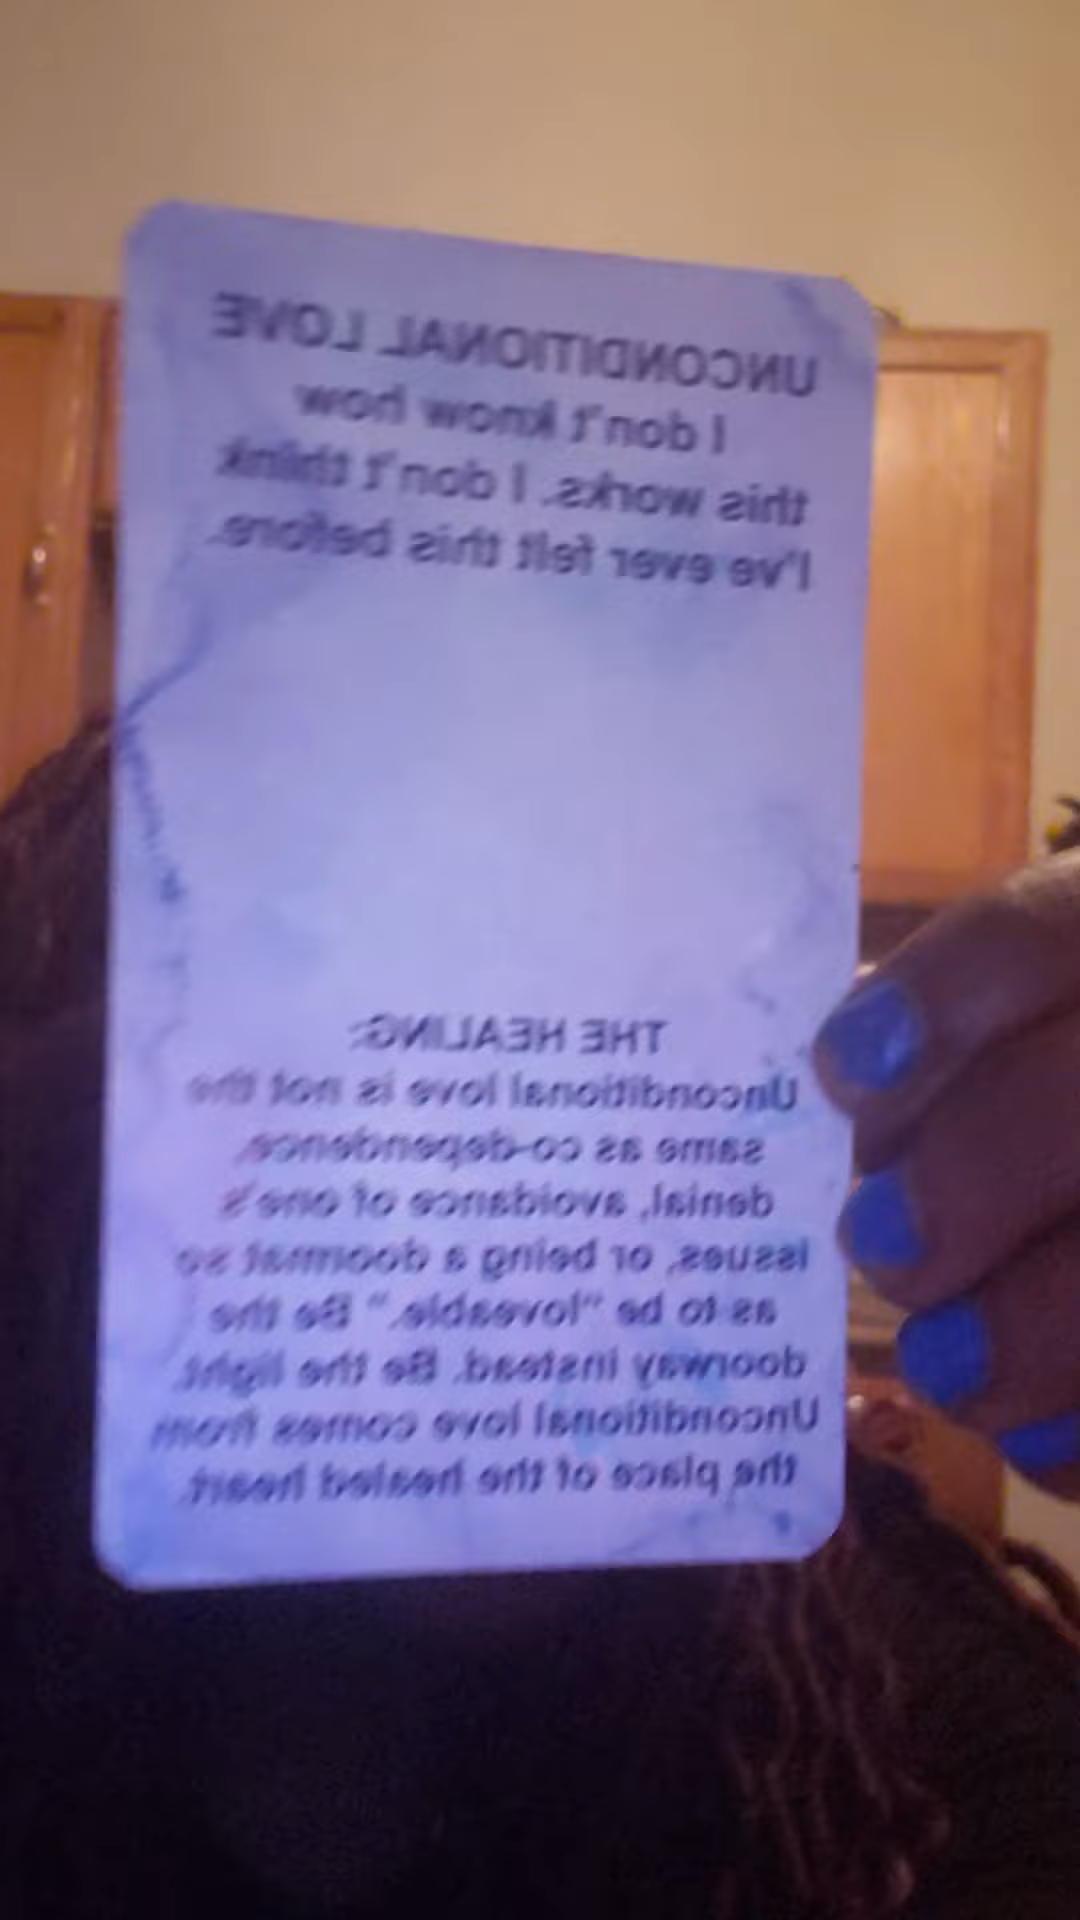 UNCONDITIONAL LOVE
I don't know how
this works. I don't think
I've ever felt this before.
THE HEALING:
Unconditional love is not the
same as co-dependence,
denial, avoidance of one's
issues, or being a doormat so
as to be "loveable." Be the
doorway instead. Be the light.
Unconditional love comes from
the place of the healed heart.